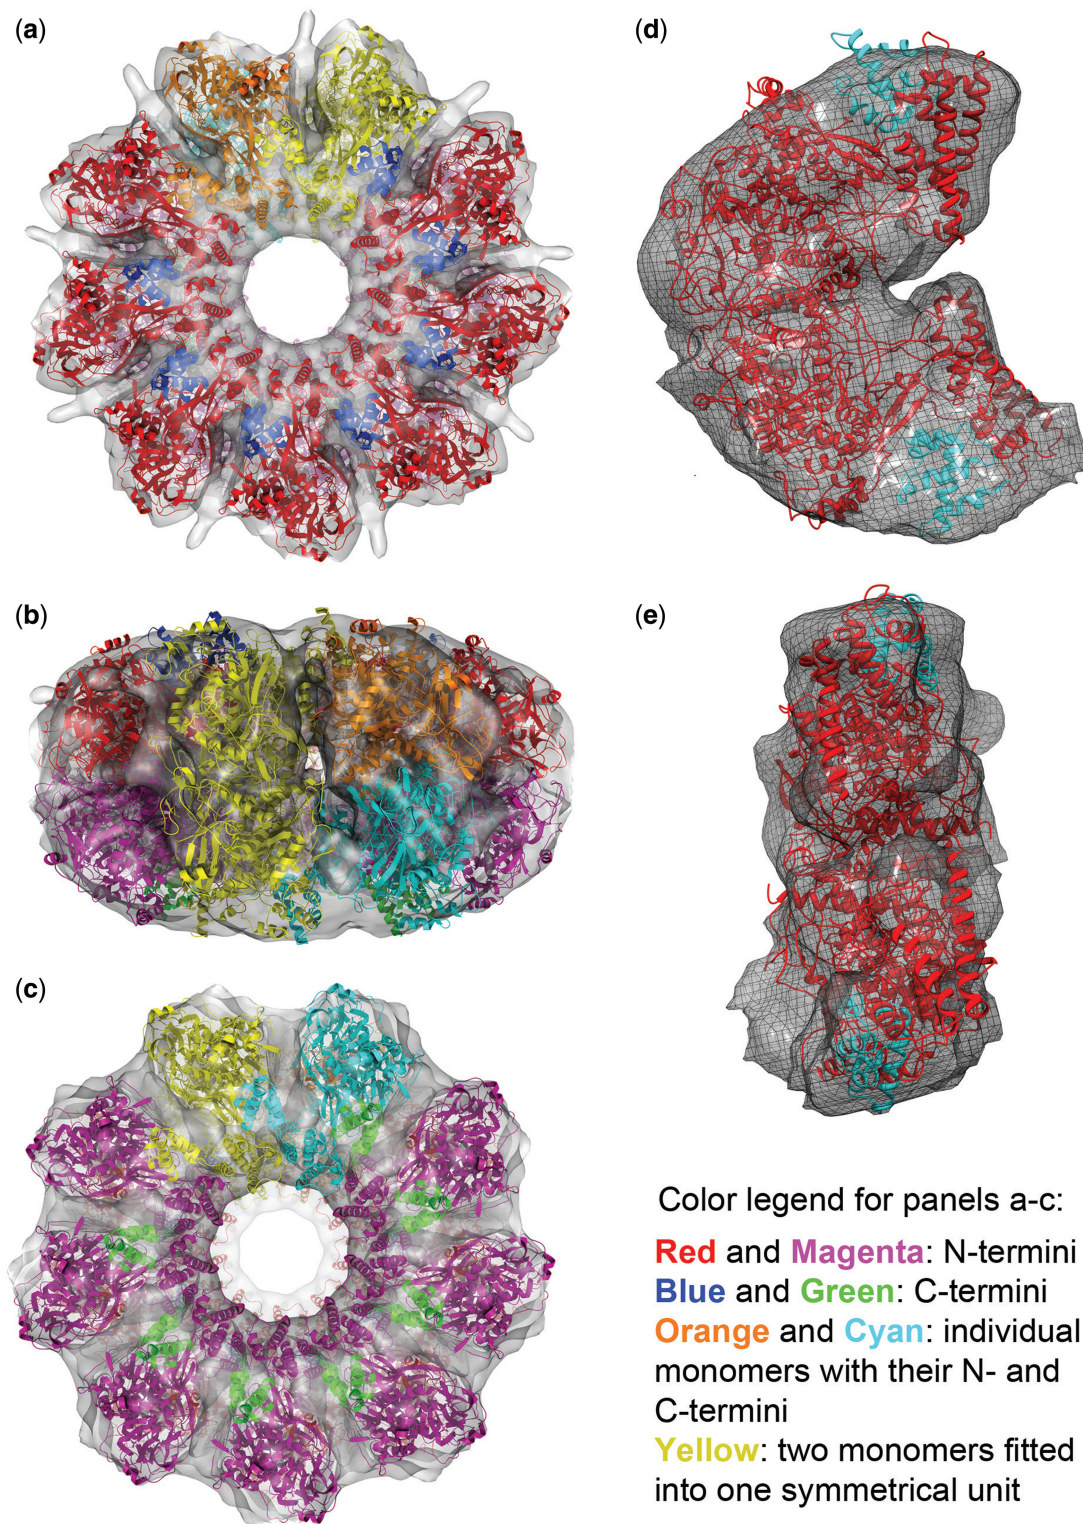 (a)
(d)
(b)
(e)
(c)
Color legend for panels a-c:
Red and Magenta: N-termini
Blue and Green: C-termini
Orange and Cyan: individual
monomers with their N- and
C-termini
Yellow: two monomers fitted
into one symmetrical unit